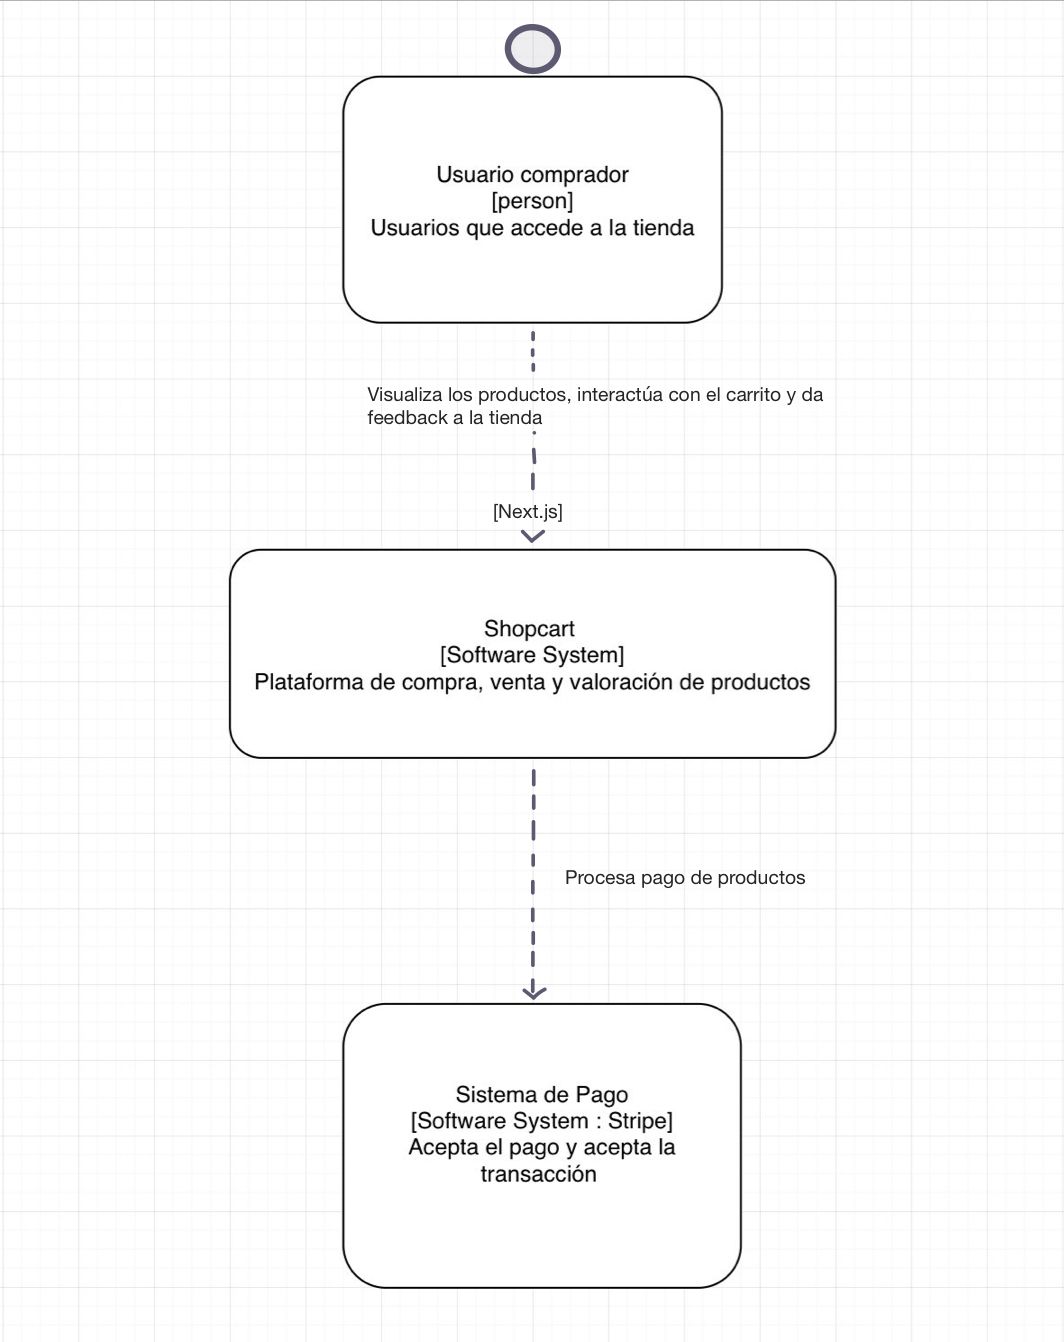 Usuario comprador
[person]
Usuarios que accede a la tienda
Visualiza los productos, interactúa con el carrito y da
feedback a la tienda
[Next.js]
Shopcart
[Software System]
Plataforma de compra, venta y valoración de productos
Procesa pago de productos
Sistema de Pago
[Software System : Stripe]
Acepta el pago y acepta la
transacción